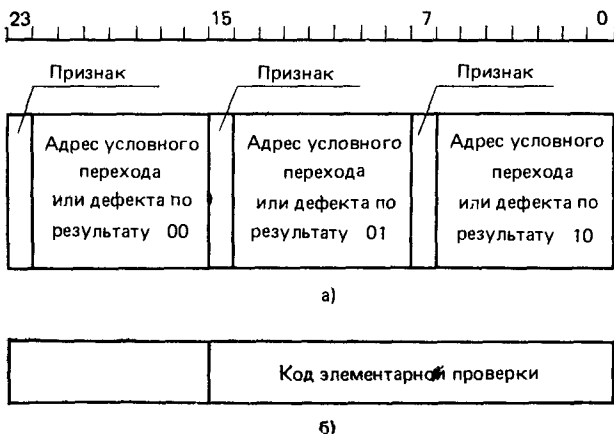 23 15 7 0
Признак Признак Признак
Адрес условного Адрес условного Адрес условного
перехода перехода перехода
или дефекта по или дефекта по или дефекта по
результату 00 результату 01 результату 10
а)
Код элементарной проверки
б)